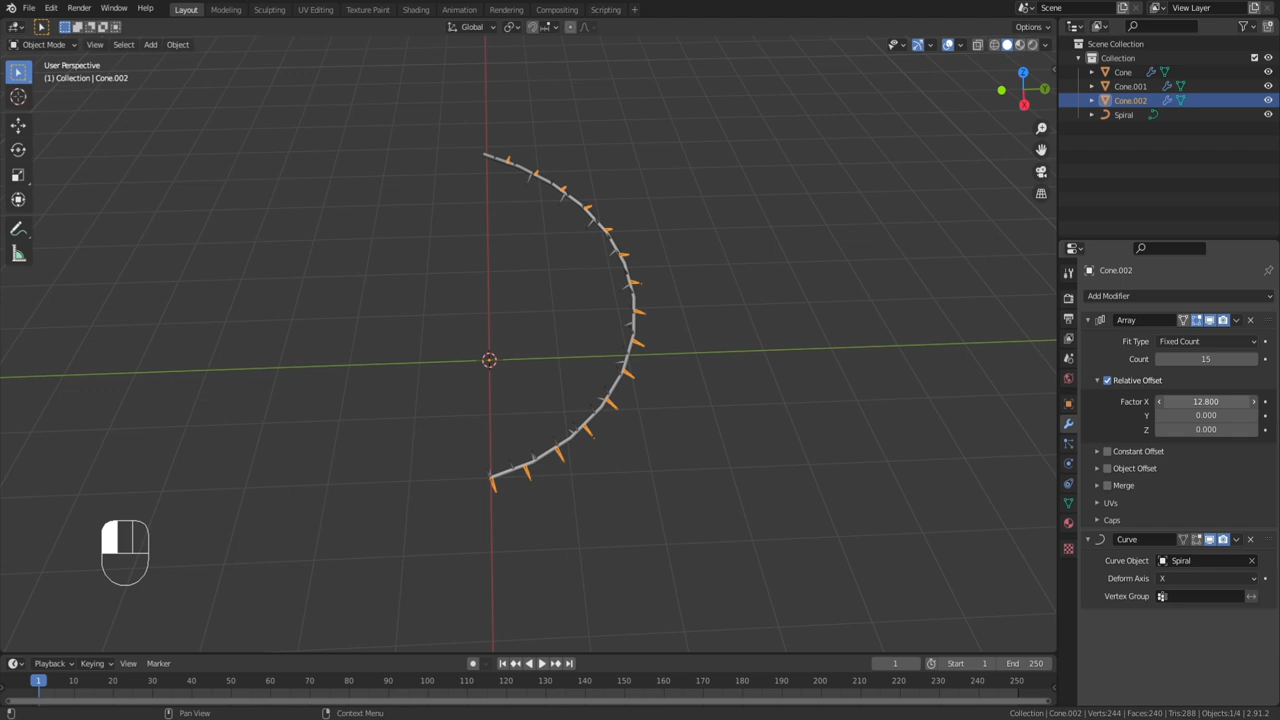 File Edit Render Window Help Layout Modeling Sculpting UV Editing Texture Paint Shading Animation Rendering Compositing Scripting Scene View Layer
Global Options
Object Mode View Select Add Object
User Perspective
(1) Collection | Cone.002
Z
Y
X
Scene Collection
Collection
Cone
Cone.001
Cone.002
Spiral
Cone.002
Add Modifier
Array
Fit Type Fixed Count
Count 15
Relative Offset
Factor X 12.800
Y 0.000
Z 0.000
Constant Offset
Object Offset
Merge
UVs
Caps
Curve
Curve Object Spiral
Deform Axis X
Vertex Group
Playback Keying View Marker 1 Start 1 End 250
1 10 20 30 40 50 60 70 80 90 100 110 120 130 140 150 160 170 180 190 200 210 220 230 240 250
Pan View Context Menu Collection | Cone.002 | Verts:244 | Faces:240 | Tris:288 | Objects:1/4 | 2.91.2